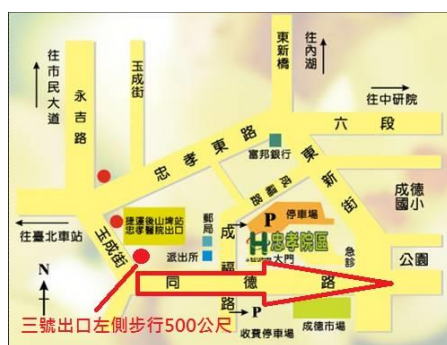 往市民大道
永吉路
玉成街
東新橋
往內湖
往中研院
六段
忠孝東路
富邦銀行
東新街
成德國小
捷運後山埤站
忠孝醫院出口
郵局
P 停車場
往臺北車站
玉成街
派出所
成福路
忠孝院區
大門
急診
公園
N
同德路
三號出口左側步行500公尺
P
收費停車場
成德市場